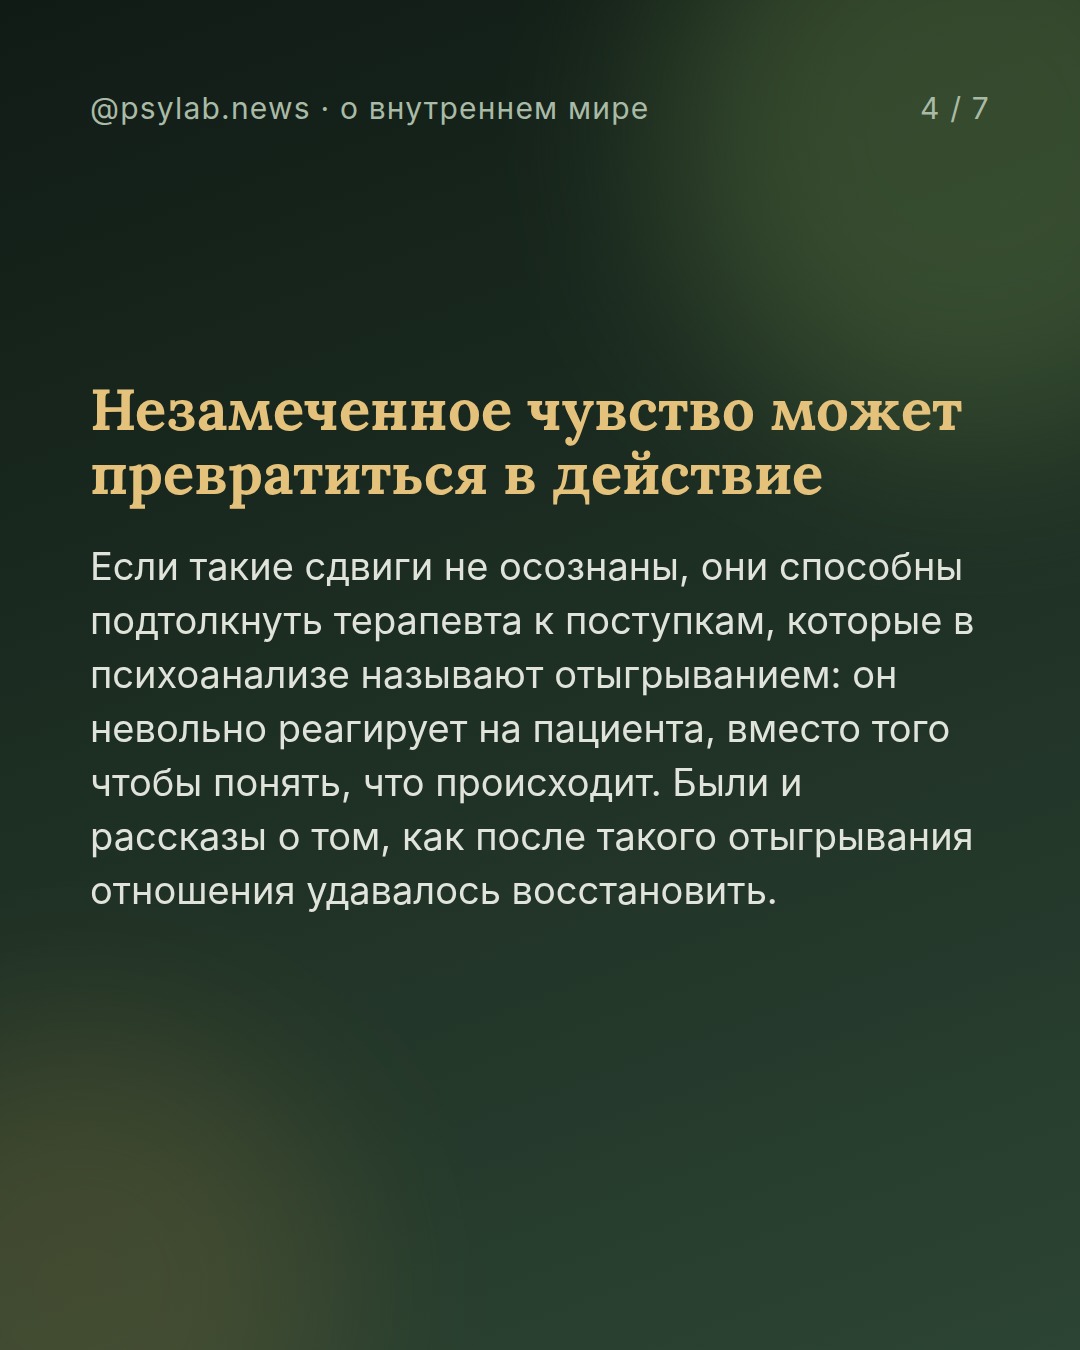 @psylab.news · о внутреннем мире
4 / 7
Незамеченное чувство может
превратиться в действие
Если такие сдвиги не осознаны, они способны
подтолкнуть терапевта к поступкам, которые в
психоанализе называют отыгрыванием: он
невольно реагирует на пациента, вместо того
чтобы понять, что происходит. Были и
рассказы о том, как после такого отыгрывания
отношения удавалось восстановить.